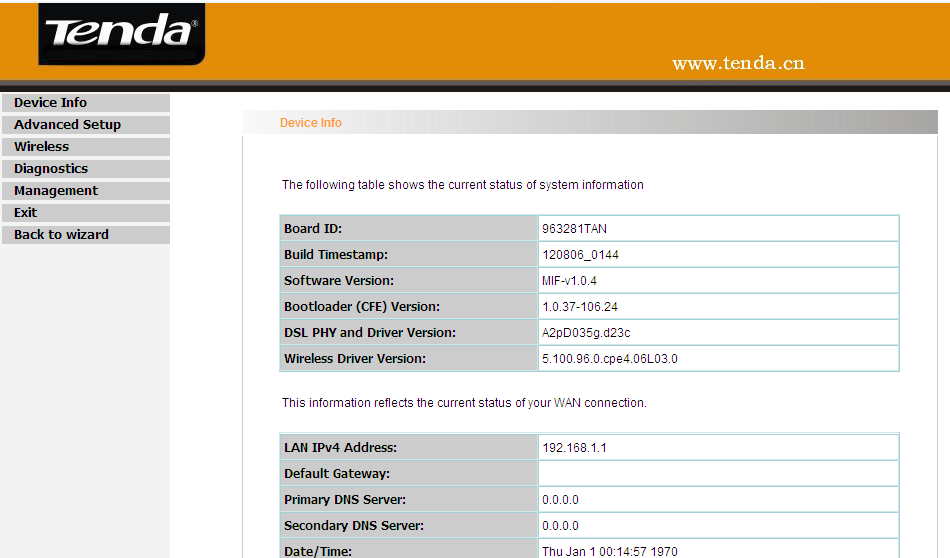 Tenda®
www.tenda.cn
Device Info
Advanced Setup
Wireless
Diagnostics
Management
Exit
Back to wizard
Device Info
The following table shows the current status of system information
Board ID: 963281TAN
Build Timestamp: 120806_0144
Software Version: MIF-v1.0.4
Bootloader (CFE) Version: 1.0.37-106.24
DSL PHY and Driver Version: A2pD035g.d23c
Wireless Driver Version: 5.100.96.0.cpe4.06L03.0
This information reflects the current status of your WAN connection.
LAN IPv4 Address: 192.168.1.1
Default Gateway:
Primary DNS Server: 0.0.0.0
Secondary DNS Server: 0.0.0.0
Date/Time: Thu Jan 1 00:14:57 1970